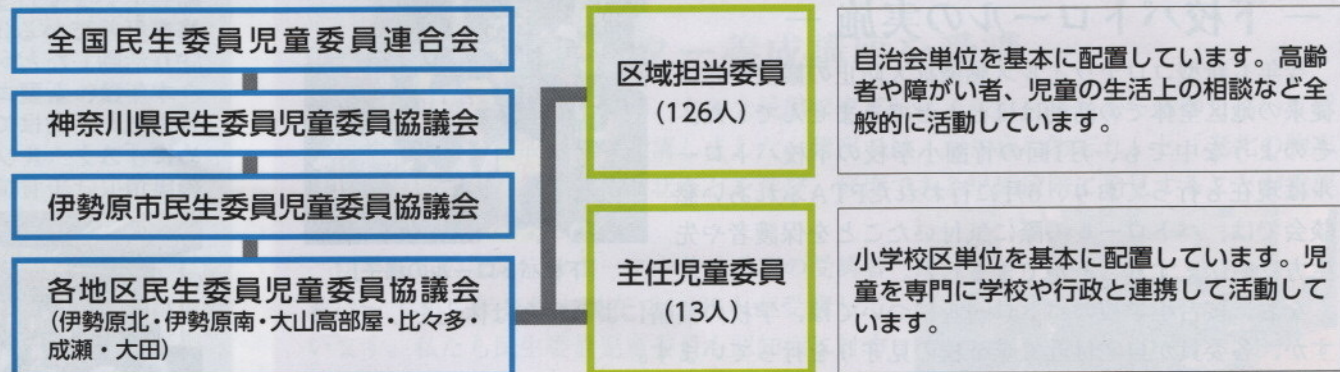 全国民生委員児童委員連合会
神奈川県民生委員児童委員協議会
伊勢原市民生委員児童委員協議会
各地区民生委員児童委員協議会
(伊勢原北・伊勢原南・大山高部屋・比々多・
成瀬・大田)
区域担当委員
(126人)
主任児童委員
(13人)
自治会単位を基本に配置しています。高齢
者や障がい者、児童の生活上の相談など全
般的に活動しています。
小学校区単位を基本に配置しています。児
童を専門に学校や行政と連携して活動して
います。